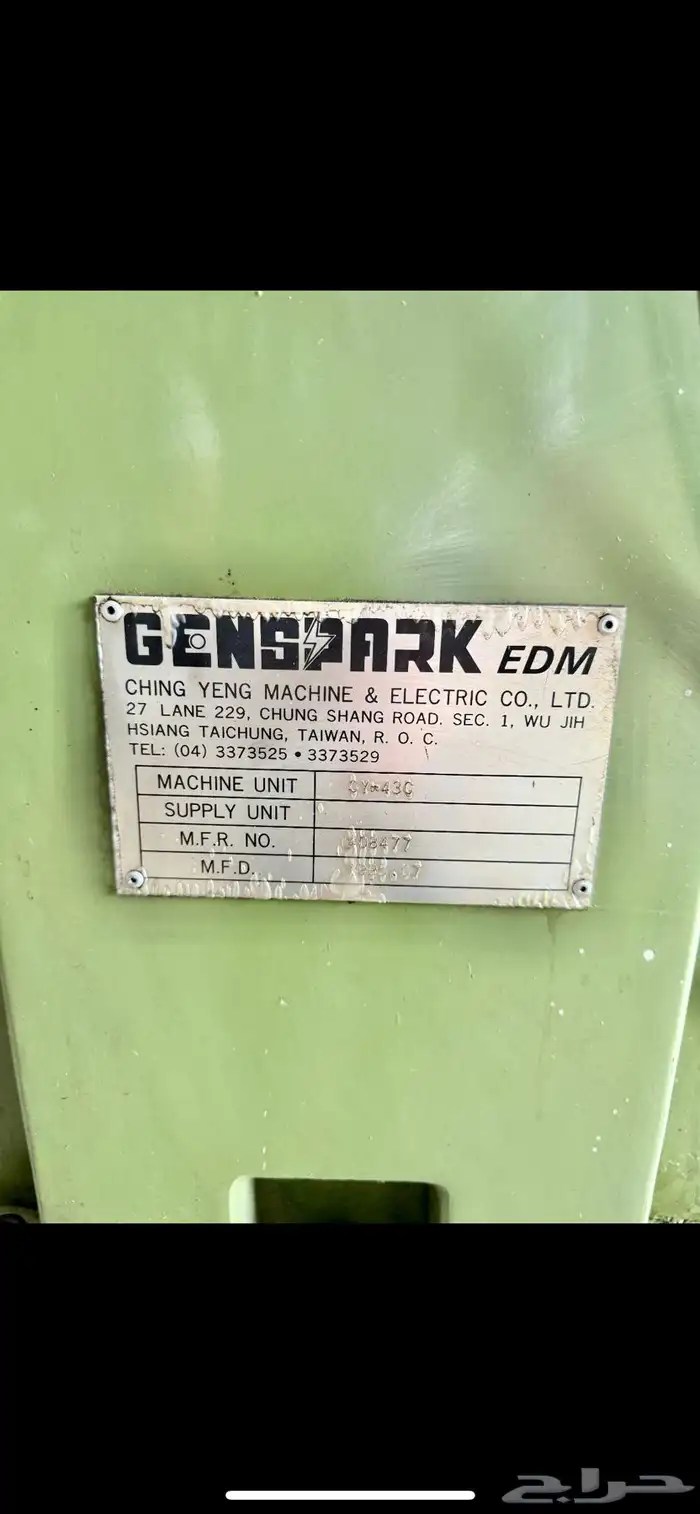 GENSPARK EDM
CHING YENG MACHINE & ELECTRIC CO., LTD.
27 LANE 229, CHUNG SHANG ROAD. SEC. 1, WU JIH
HSIANG TAICHUNG, TAIWAN, R. O. C.
TEL: (04) 3373525 • 3373529
MACHINE UNIT
SUPPLY UNIT
M.F.R. NO.
M.F.D.
حراج